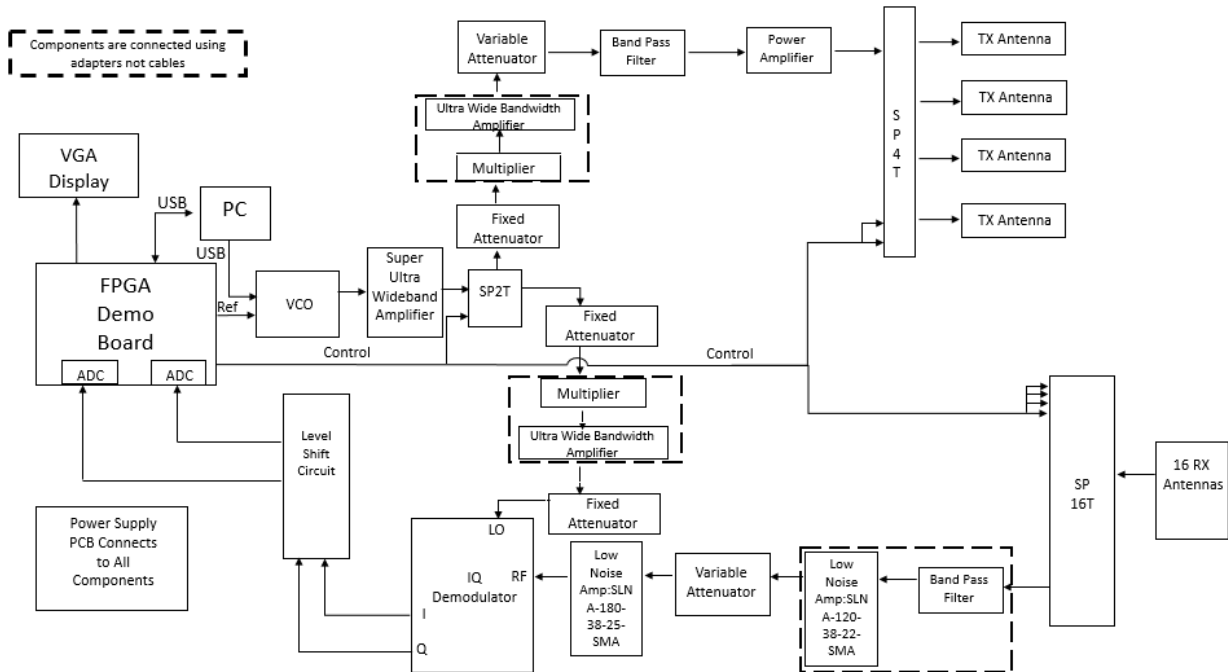 Components are connected using
adapters not cables
Variable
Attenuator
Band Pass
Filter
Power
Amplifier
TX Antenna
TX Antenna
TX Antenna
TX Antenna
S
P
4
T
Ultra Wide Bandwidth
Amplifier
Multiplier
VGA
Display
USB
PC
USB
Fixed
Attenuator
FPGA
Demo
Board
Ref
VCO
Super
Ultra
Wideband
Amplifier
SP2T
Fixed
Attenuator
ADC
ADC
Control
Control
Multiplier
Ultra Wide Bandwidth
Amplifier
Level
Shift
Circuit
SP
16T
16 RX
Antennas
Fixed
Attenuator
Power Supply
PCB Connects
to All
Components
LO
IQ
Demodulator
RF
I
Q
Low
Noise
Amp:SLN
A-180-
38-25-
SMA
Variable
Attenuator
Low
Noise
Amp:SLN
A-120-
38-22-
SMA
Band Pass
Filter